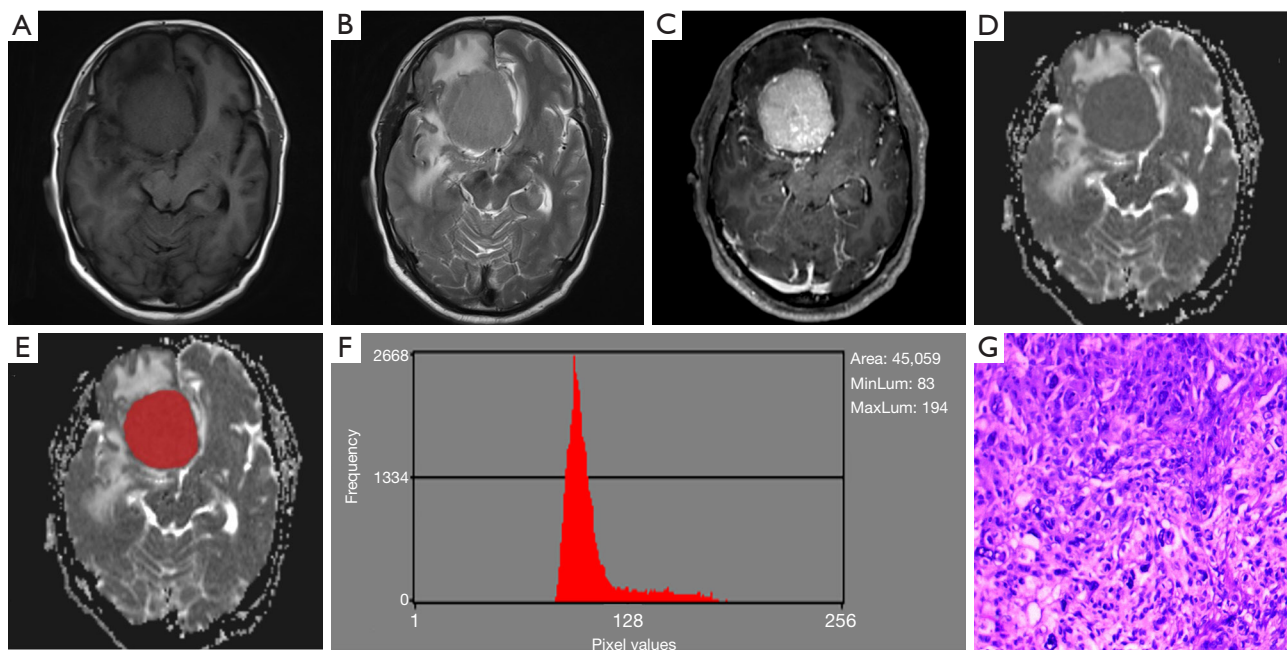 A
B
C
D
E
F
2668
1334
0
Frequency
1
128
256
Pixel values
Area: 45,059
MinLum: 83
MaxLum: 194
G